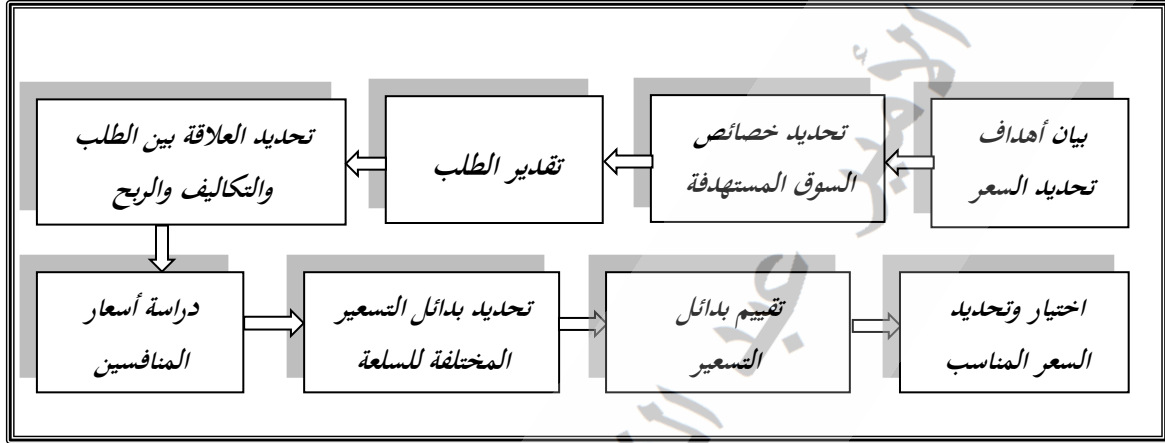 بيان أهداف
تحديد السعر
تحديد خصائص
السوق المستهدفة
تقدير الطلب
تحديد العلاقة بين الطلب
والتكاليف والربح
دراسة أسعار
المنافسين
تحديد بدائل التسعير
المختلفة للسلعة
تقييم بدائل
التسعير
اختيار وتحديد
السعر المناسب